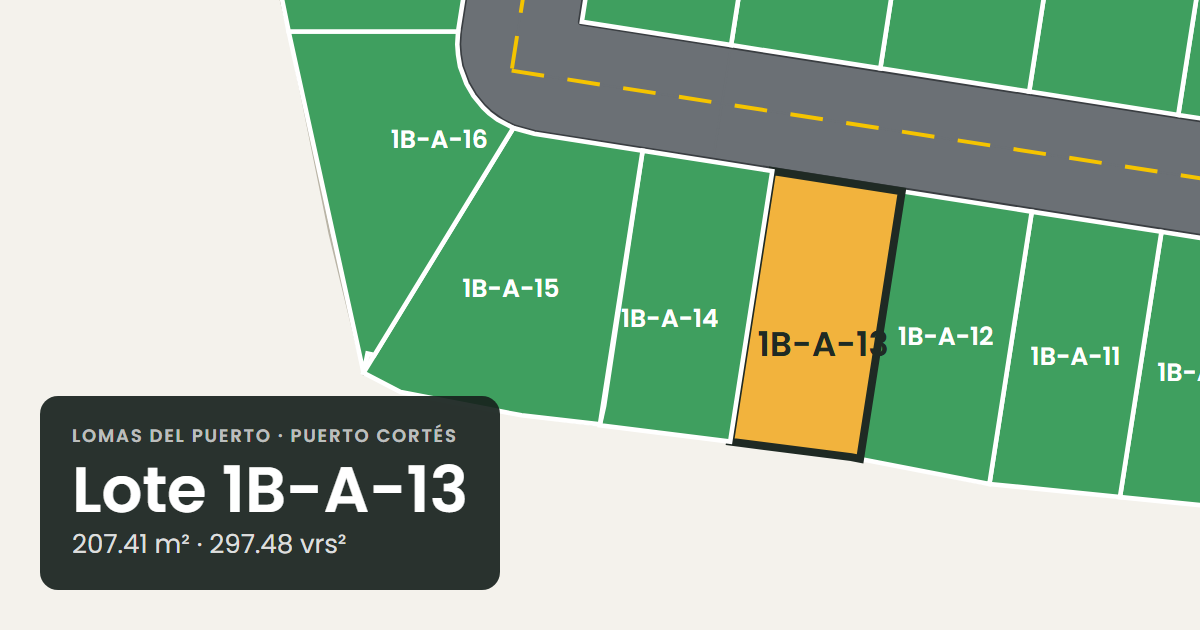 1B-A-16
1B-A-15
1B-A-14
1B-A-13
1B-A-12
1B-A-11
LOMAS DEL PUERTO · PUERTO CORTÉS
Lote 1B-A-13
207.41 m² · 297.48 vrs²